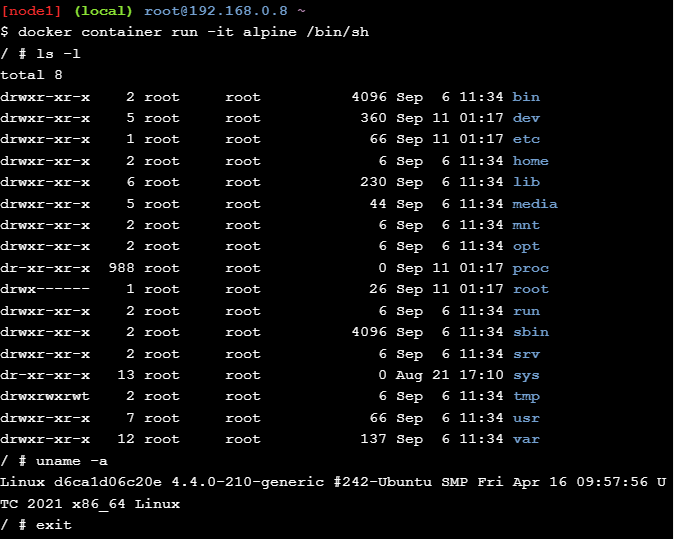 [node1] (local) root@192.168.0.8 ~
$ docker container run -it alpine /bin/sh
/ # ls -l
total 8
drwxr-xr-x    2 root     root          4096 Sep  6 11:34 bin
drwxr-xr-x    5 root     root           360 Sep 11 01:17 dev
drwxr-xr-x    1 root     root            66 Sep 11 01:17 etc
drwxr-xr-x    2 root     root             6 Sep  6 11:34 home
drwxr-xr-x    6 root     root           230 Sep  6 11:34 lib
drwxr-xr-x    5 root     root            44 Sep  6 11:34 media
drwxr-xr-x    2 root     root             6 Sep  6 11:34 mnt
drwxr-xr-x    2 root     root             6 Sep  6 11:34 opt
dr-xr-xr-x  988 root     root             0 Sep 11 01:17 proc
drwx------    1 root     root            26 Sep 11 01:17 root
drwxr-xr-x    2 root     root             6 Sep  6 11:34 run
drwxr-xr-x    2 root     root          4096 Sep  6 11:34 sbin
drwxr-xr-x    2 root     root             6 Sep  6 11:34 srv
dr-xr-xr-x   13 root     root             0 Aug 21 17:10 sys
drwxrwxrwt    2 root     root             6 Sep  6 11:34 tmp
drwxr-xr-x    7 root     root            66 Sep  6 11:34 usr
drwxr-xr-x   12 root     root           137 Sep  6 11:34 var
/ # uname -a
Linux d6ca1d06c20e 4.4.0-210-generic #242-Ubuntu SMP Fri Apr 16 09:57:56 U
TC 2021 x86_64 Linux
/ # exit